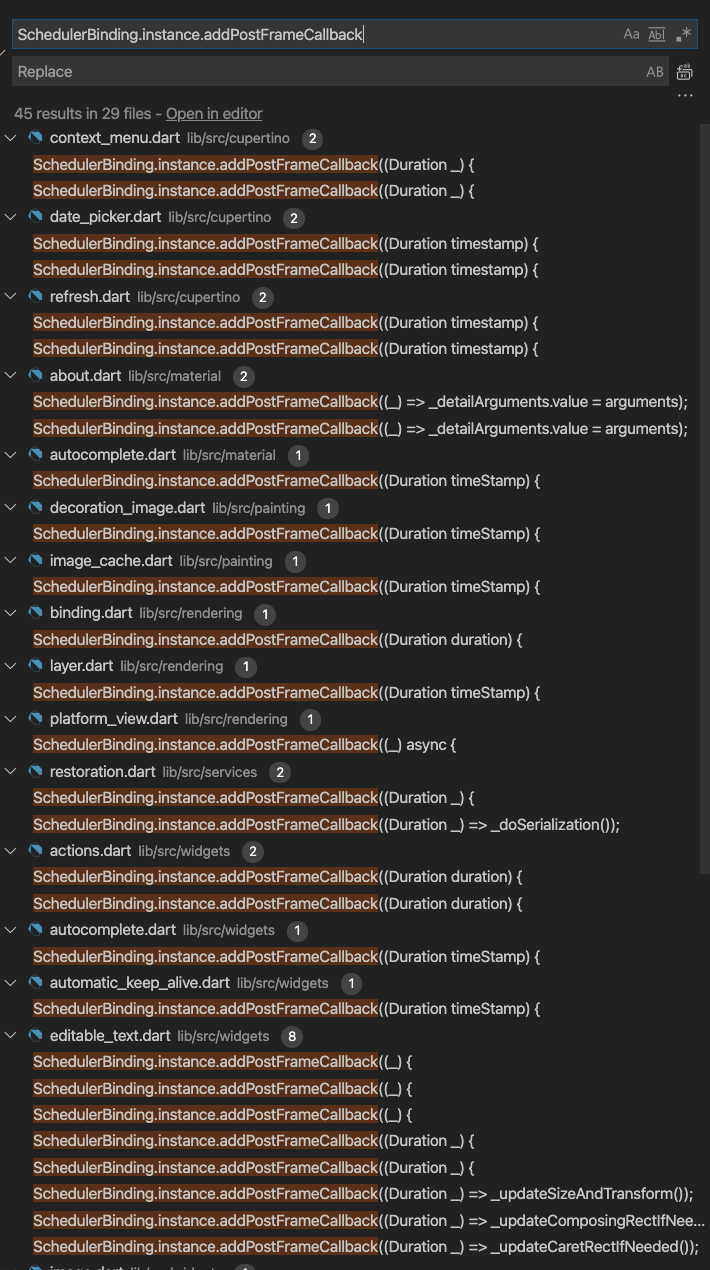 SchedulerBinding.instance.addPostFrameCallback Aa Abl .*
Replace AB
45 results in 29 files - Open in editor
context_menu.dart lib/src/cupertino 2
SchedulerBinding.instance.addPostFrameCallback((Duration _) {
SchedulerBinding.instance.addPostFrameCallback((Duration _) {
date_picker.dart lib/src/cupertino 2
SchedulerBinding.instance.addPostFrameCallback((Duration timestamp) {
SchedulerBinding.instance.addPostFrameCallback((Duration timestamp) {
refresh.dart lib/src/cupertino 2
SchedulerBinding.instance.addPostFrameCallback((Duration timestamp) {
SchedulerBinding.instance.addPostFrameCallback((Duration timestamp) {
about.dart lib/src/material 2
SchedulerBinding.instance.addPostFrameCallback((_) => _detailArguments.value = arguments);
SchedulerBinding.instance.addPostFrameCallback((_) => _detailArguments.value = arguments);
autocomplete.dart lib/src/material 1
SchedulerBinding.instance.addPostFrameCallback((Duration timeStamp) {
decoration_image.dart lib/src/painting 1
SchedulerBinding.instance.addPostFrameCallback((Duration timeStamp) {
image_cache.dart lib/src/painting 1
SchedulerBinding.instance.addPostFrameCallback((Duration timeStamp) {
binding.dart lib/src/rendering 1
SchedulerBinding.instance.addPostFrameCallback((Duration duration) {
layer.dart lib/src/rendering 1
SchedulerBinding.instance.addPostFrameCallback((Duration timeStamp) {
platform_view.dart lib/src/rendering 1
SchedulerBinding.instance.addPostFrameCallback((_) async {
restoration.dart lib/src/services 2
SchedulerBinding.instance.addPostFrameCallback((Duration _) {
SchedulerBinding.instance.addPostFrameCallback((Duration _) => _doSerialization());
actions.dart lib/src/widgets 2
SchedulerBinding.instance.addPostFrameCallback((Duration duration) {
SchedulerBinding.instance.addPostFrameCallback((Duration duration) {
autocomplete.dart lib/src/widgets 1
SchedulerBinding.instance.addPostFrameCallback((Duration timeStamp) {
automatic_keep_alive.dart lib/src/widgets 1
SchedulerBinding.instance.addPostFrameCallback((Duration timeStamp) {
editable_text.dart lib/src/widgets 8
SchedulerBinding.instance.addPostFrameCallback((_) {
SchedulerBinding.instance.addPostFrameCallback((_) {
SchedulerBinding.instance.addPostFrameCallback((_) {
SchedulerBinding.instance.addPostFrameCallback((Duration _) {
SchedulerBinding.instance.addPostFrameCallback((Duration _) {
SchedulerBinding.instance.addPostFrameCallback((Duration _) => _updateSizeAndTransform());
SchedulerBinding.instance.addPostFrameCallback((Duration _) => _updateComposingRectIfNee...
SchedulerBinding.instance.addPostFrameCallback((Duration _) => _updateCaretRectIfNeeded());